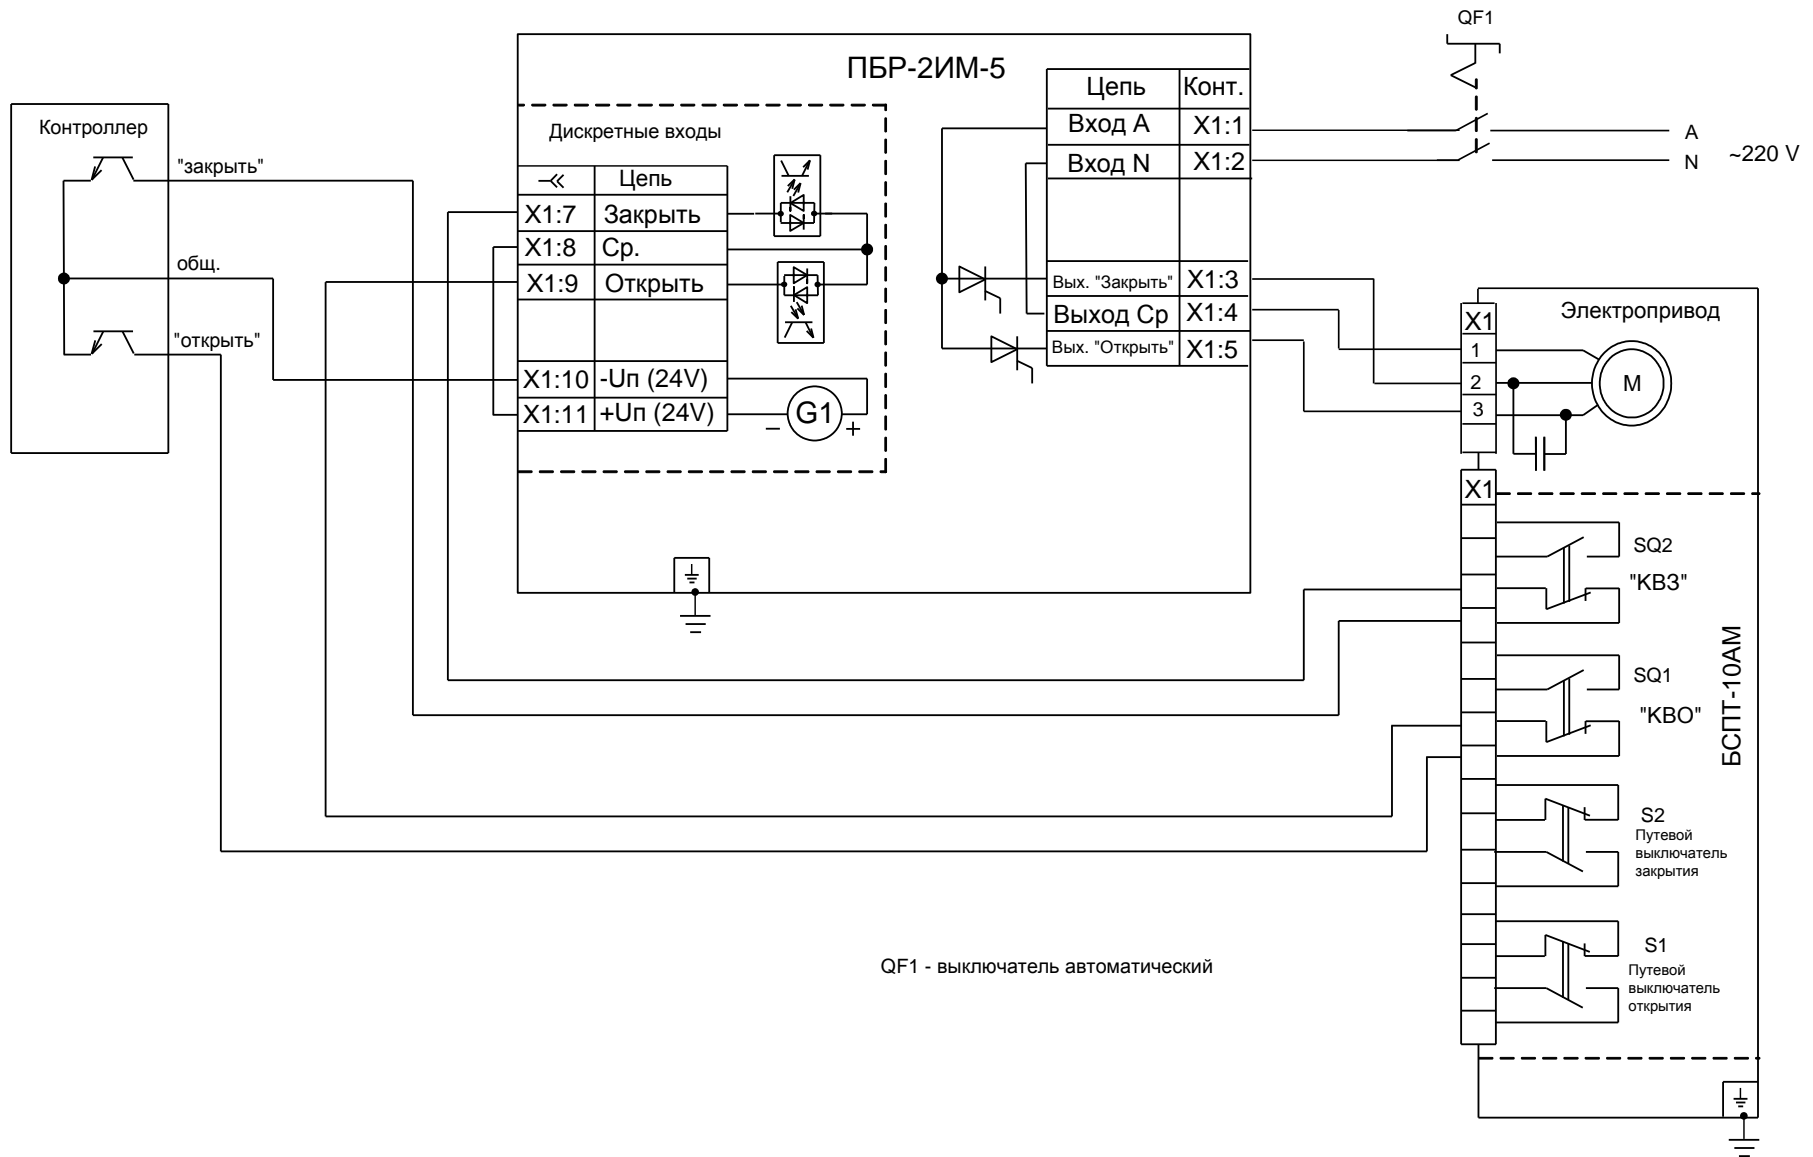 QF1
ПБР-2ИМ-5
Цепь Конт.
Вход А X1:1
Вход N X1:2
Вых. "Закрыть" X1:3
Выход Ср X1:4
Вых. "Открыть" X1:5
A
N
~220 V
Контроллер
"закрыть"
общ.
"открыть"
Дискретные входы
Цепь
X1:7 Закрыть
X1:8 Ср.
X1:9 Открыть
X1:10 -Uп (24V)
X1:11 +Uп (24V)
G1
− +
Электропривод
X1
1
2
3
М
X1
SQ2
"КВЗ"
SQ1
"КВО"
БСПТ-10АМ
S2
Путевой
выключатель
закрытия
S1
Путевой
выключатель
открытия
QF1 - выключатель автоматический